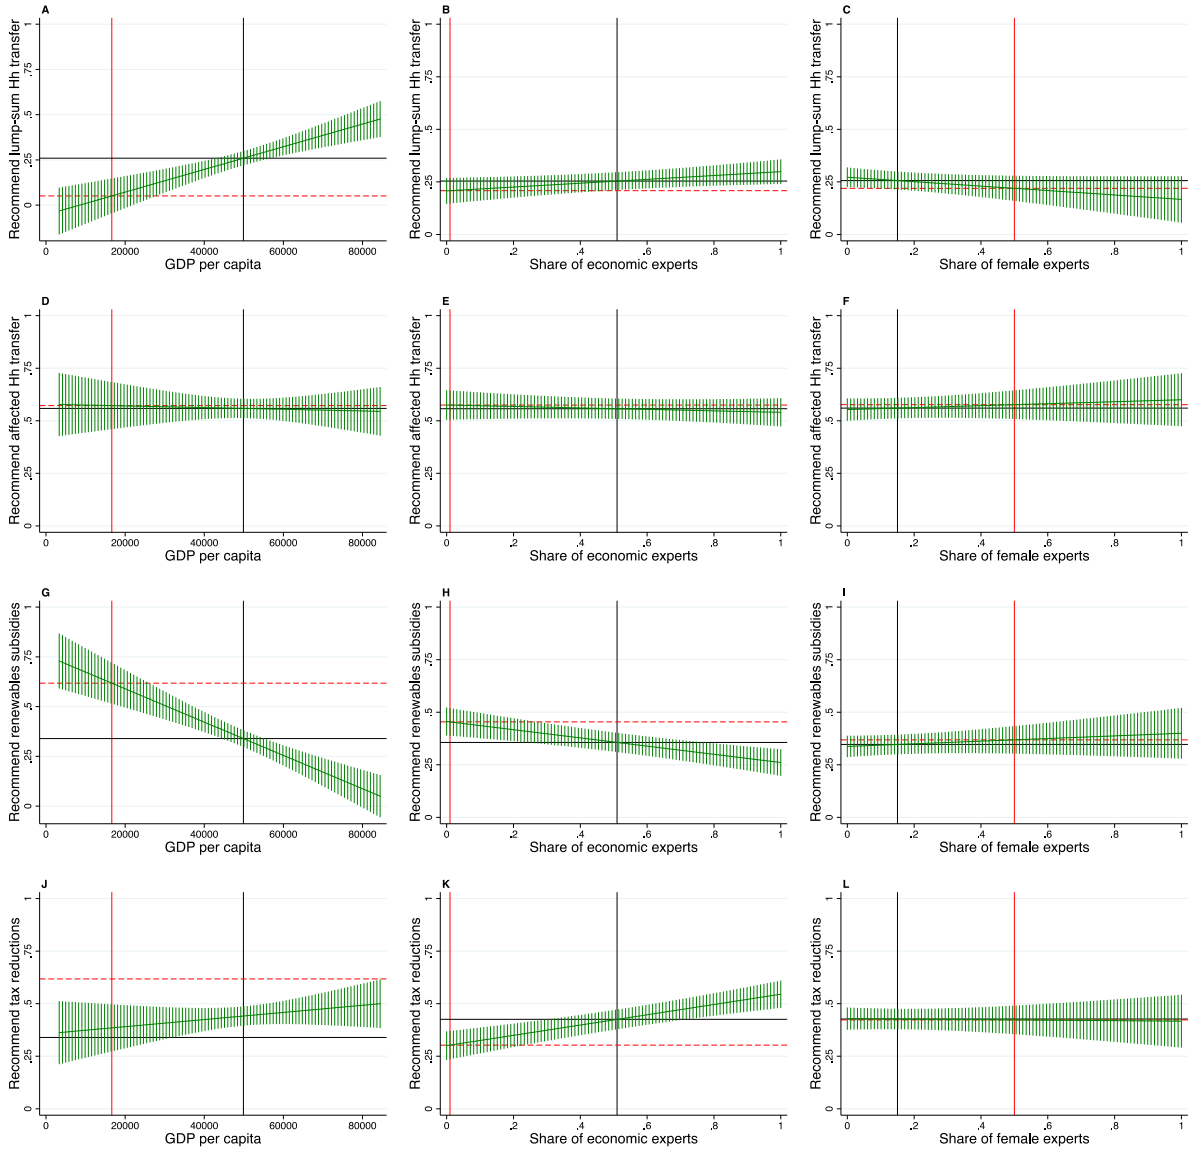 A
Recommend lump-sum Hh transfer
1
.75
.5
.25
0
0 20000 40000 60000 80000
GDP per capita
B
Recommend lump-sum Hh transfer
1
.75
.5
.25
0
0 .2 .4 .6 .8 1
Share of economic experts
C
Recommend lump-sum Hh transfer
1
.75
.5
.25
0
0 .2 .4 .6 .8 1
Share of female experts
D
Recommend affected Hh transfer
1
.75
.5
.25
0
0 20000 40000 60000 80000
GDP per capita
E
Recommend affected Hh transfer
1
.75
.5
.25
0
0 .2 .4 .6 .8 1
Share of economic experts
F
Recommend affected Hh transfer
1
.75
.5
.25
0
0 .2 .4 .6 .8 1
Share of female experts
G
Recommend renewables subsidies
1
.75
.5
.25
0
0 20000 40000 60000 80000
GDP per capita
H
Recommend renewables subsidies
1
.75
.5
.25
0
0 .2 .4 .6 .8 1
Share of economic experts
I
Recommend renewables subsidies
1
.75
.5
.25
0
0 .2 .4 .6 .8 1
Share of female experts
J
Recommend tax reductions
1
.75
.5
.25
0
0 20000 40000 60000 80000
GDP per capita
K
Recommend tax reductions
1
.75
.5
.25
0
0 .2 .4 .6 .8 1
Share of economic experts
L
Recommend tax reductions
1
.75
.5
.25
0
0 .2 .4 .6 .8 1
Share of female experts